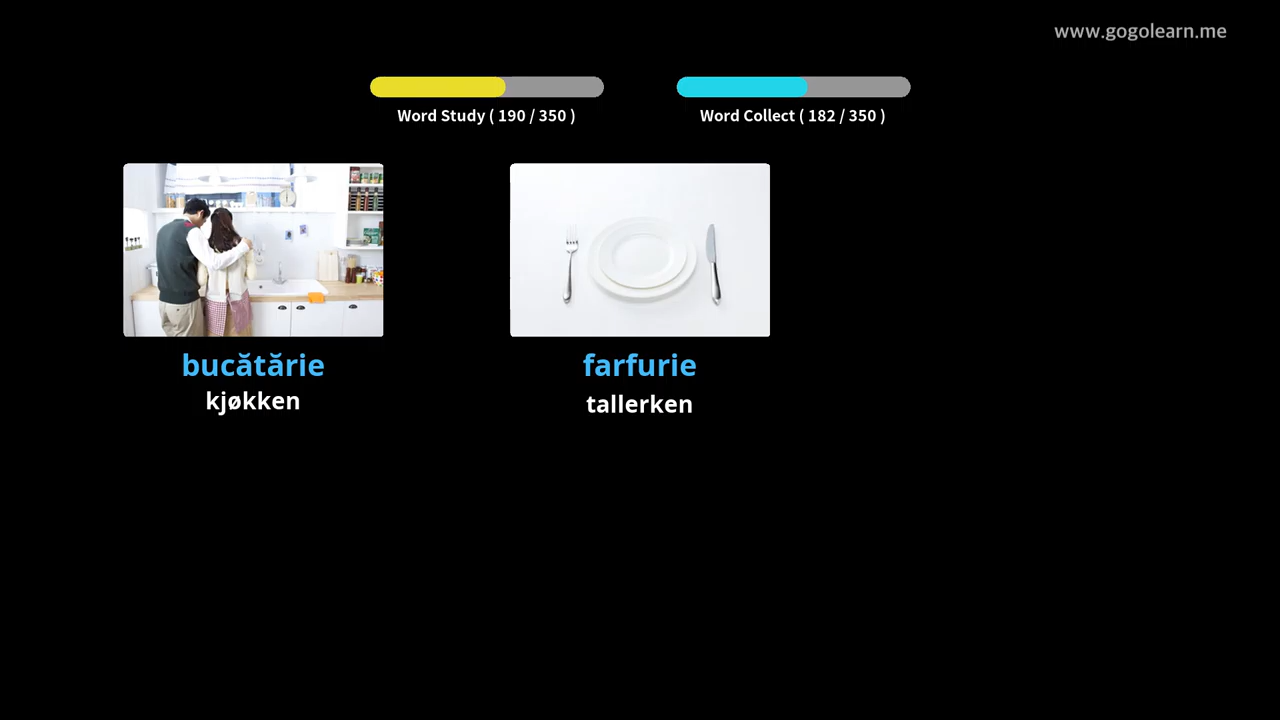 www.gogolearn.me
Word Study ( 190 / 350 )
Word Collect ( 182 / 350 )
bucătărie
farfurie
kjøkken
tallerken